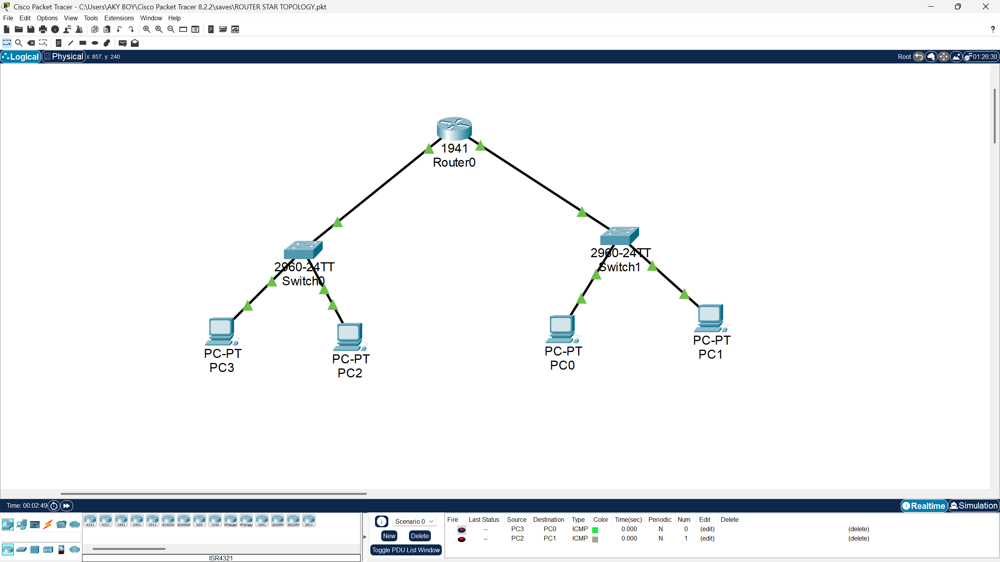 Cisco Packet Tracer - C:\Users\AKY BOY\Cisco Packet Tracer 8.2.2\saves\ROUTER STAR TOPOLOGY.pkt
File Edit Options View Tools Extensions Window Help
?
Logical Physical x: 857, y: 240 Root 01:26:30
1941
Router0
2960-24TT
Switch1
2960-24TT
Switch0
PC-PT
PC3
PC-PT
PC2
PC-PT
PC0
PC-PT
PC1
Time: 00:02:49 Realtime Simulation
4331 4321 1941 2901 2911 819IOX 819HGW 829 1240 PT-Router PT-Empty 1841 2620XM 2621XM 2811
ISR4321
Scenario 0
New Delete
Toggle PDU List Window
Fire Last Status Source Destination Type Color Time(sec) Periodic Num Edit Delete
-- PC3 PC0 ICMP 0.000 N 0 (edit) (delete)
-- PC2 PC1 ICMP 0.000 N 1 (edit) (delete)